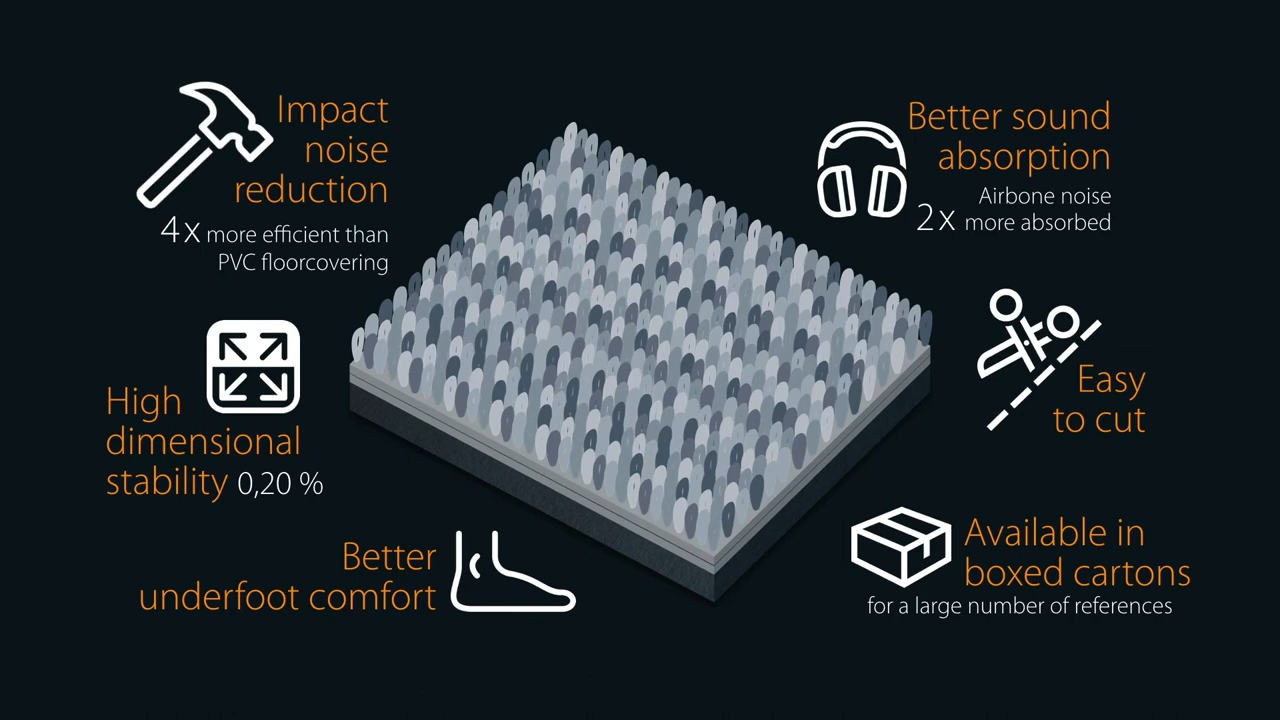 Impact
noise
reduction
4x more efficient than
PVC floorcovering
Better sound
absorption
Airbone noise
2x more absorbed
High
dimensional
stability 0,20 %
Easy
to cut
Better
underfoot comfort
Available in
boxed cartons
for a large number of references